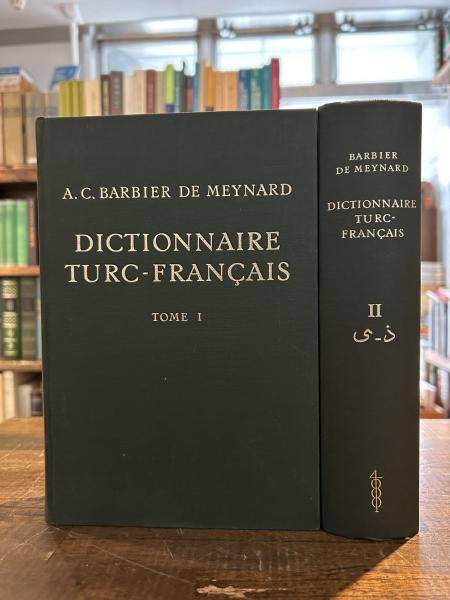 A. C. BARBIER DE MEYNARD
DICTIONNAIRE
TURC-FRANÇAIS
TOME I
BARBIER
DE MEYNARD
DICTIONNAIRE
TURC-
FRANÇAIS
II
ذ-ى